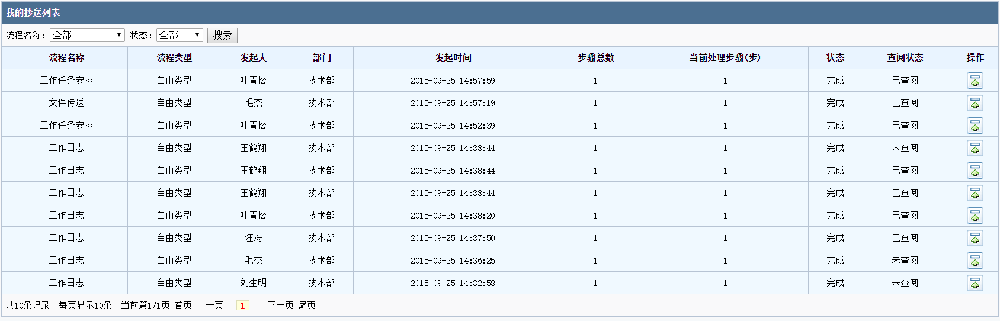 我的抄送列表
流程名称：全部 状态：全部 搜索
流程名称 流程类型 发起人 部门 发起时间 步骤总数 当前处理步骤(步) 状态 查阅状态 操作
工作任务安排 自由类型 叶青松 技术部 2015-09-25 14:57:59 1 1 完成 已查阅
文件传送 自由类型 毛杰 技术部 2015-09-25 14:57:19 1 1 完成 已查阅
工作任务安排 自由类型 叶青松 技术部 2015-09-25 14:52:39 1 1 完成 已查阅
工作日志 自由类型 王鹤翔 技术部 2015-09-25 14:38:44 1 1 完成 未查阅
工作日志 自由类型 王鹤翔 技术部 2015-09-25 14:38:44 1 1 完成 已查阅
工作日志 自由类型 王鹤翔 技术部 2015-09-25 14:38:44 1 1 完成 已查阅
工作日志 自由类型 叶青松 技术部 2015-09-25 14:38:20 1 1 完成 已查阅
工作日志 自由类型 汪海 技术部 2015-09-25 14:37:50 1 1 完成 已查阅
工作日志 自由类型 毛杰 技术部 2015-09-25 14:36:25 1 1 完成 未查阅
工作日志 自由类型 刘生明 技术部 2015-09-25 14:32:58 1 1 完成 未查阅
共10条记录 每页显示10条 当前第1/1页 首页 上一页 1 下一页 尾页